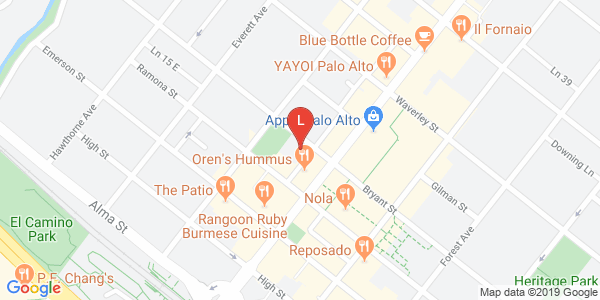 Il Fornaio
Everett Ave
Blue Bottle Coffee
Ln 15 E
YAYOI Palo Alto
Emerson St
Ln 39
Ramona St
Waverley St
L
Apple Palo Alto
Hawthorne Ave
High St
Downing Ln
Oren's Hummus
The Patio
Nola
Bryant St
Gilman St
Alma St
El Camino
Park
Rangoon Ruby
Burmese Cuisine
Forest Ave
Reposado
P.F. Chang's
High St
Heritage Park
Google
Map data ©2019 Google